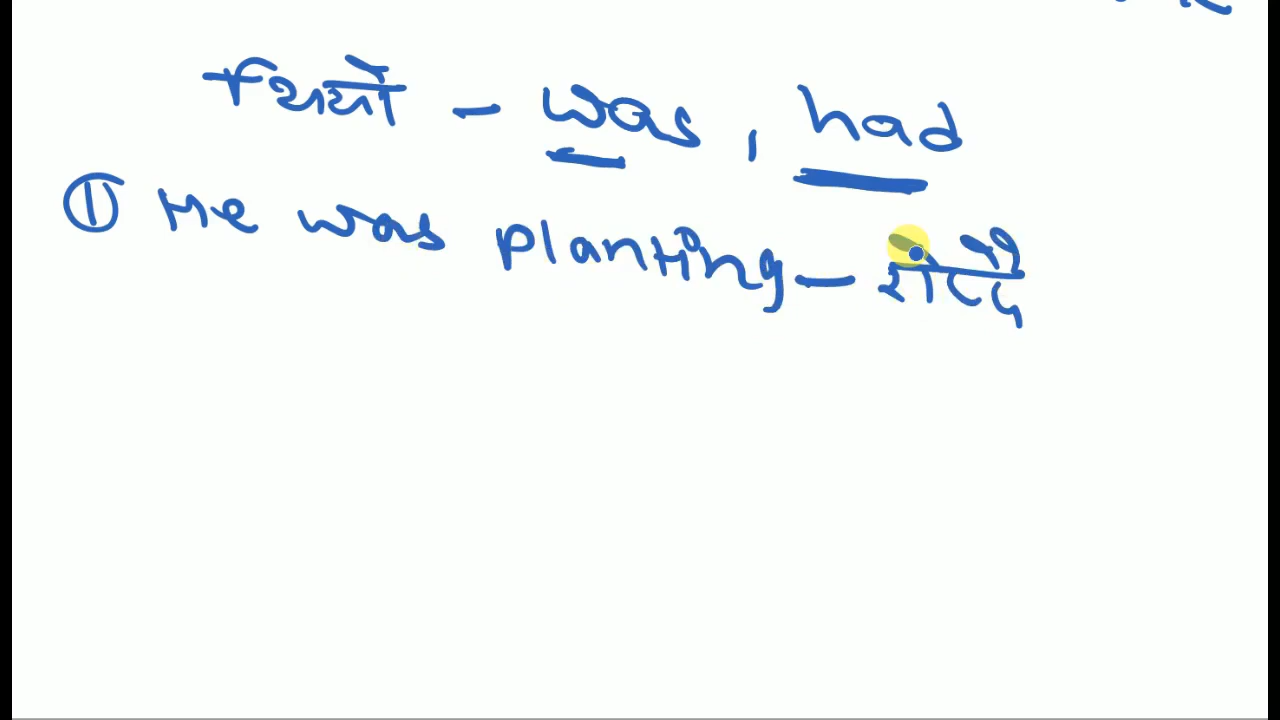 थियो - was, had
① He was planting - रोप्दै